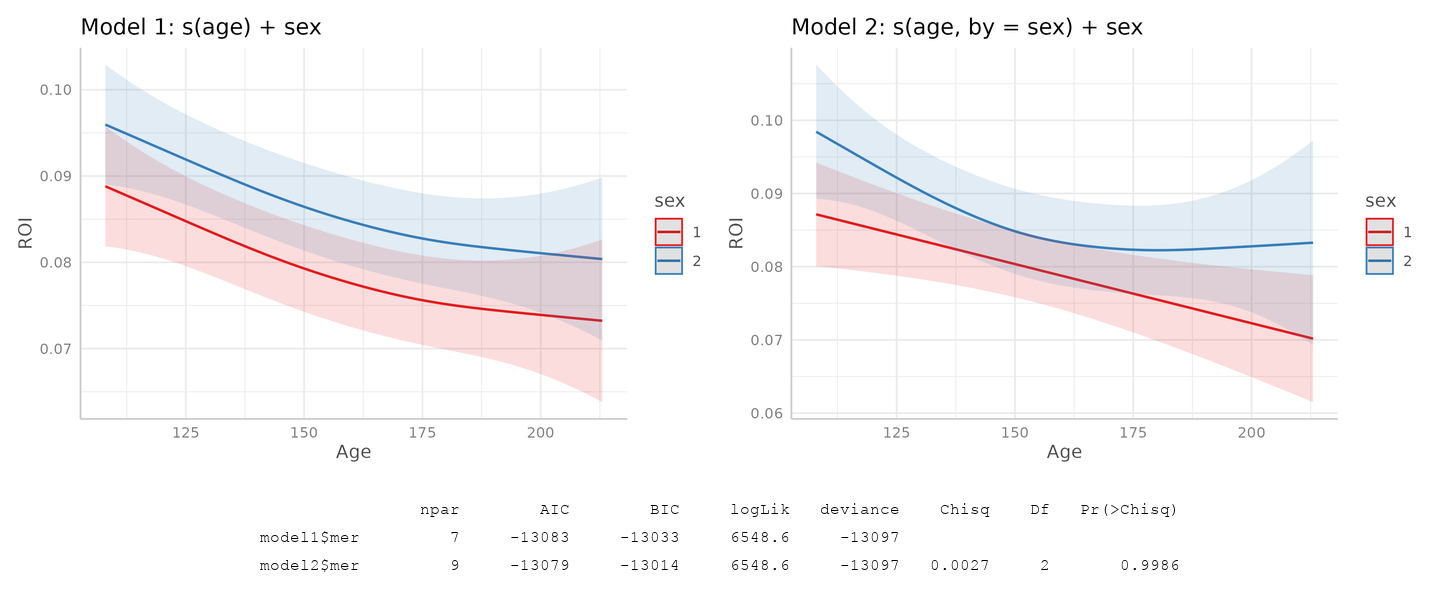 Model 1: s(age) + sex
0.10
0.09
0.08
0.07
ROI
125 150 175 200
Age
sex
1
2
Model 2: s(age, by = sex) + sex
0.10
0.09
0.08
0.07
0.06
ROI
125 150 175 200
Age
sex
1
2
npar AIC BIC logLik deviance Chisq Df Pr(>Chisq)
model1$mer 7 -13083 -13033 6548.6 -13097
model2$mer 9 -13079 -13014 6548.6 -13097 0.0027 2 0.9986